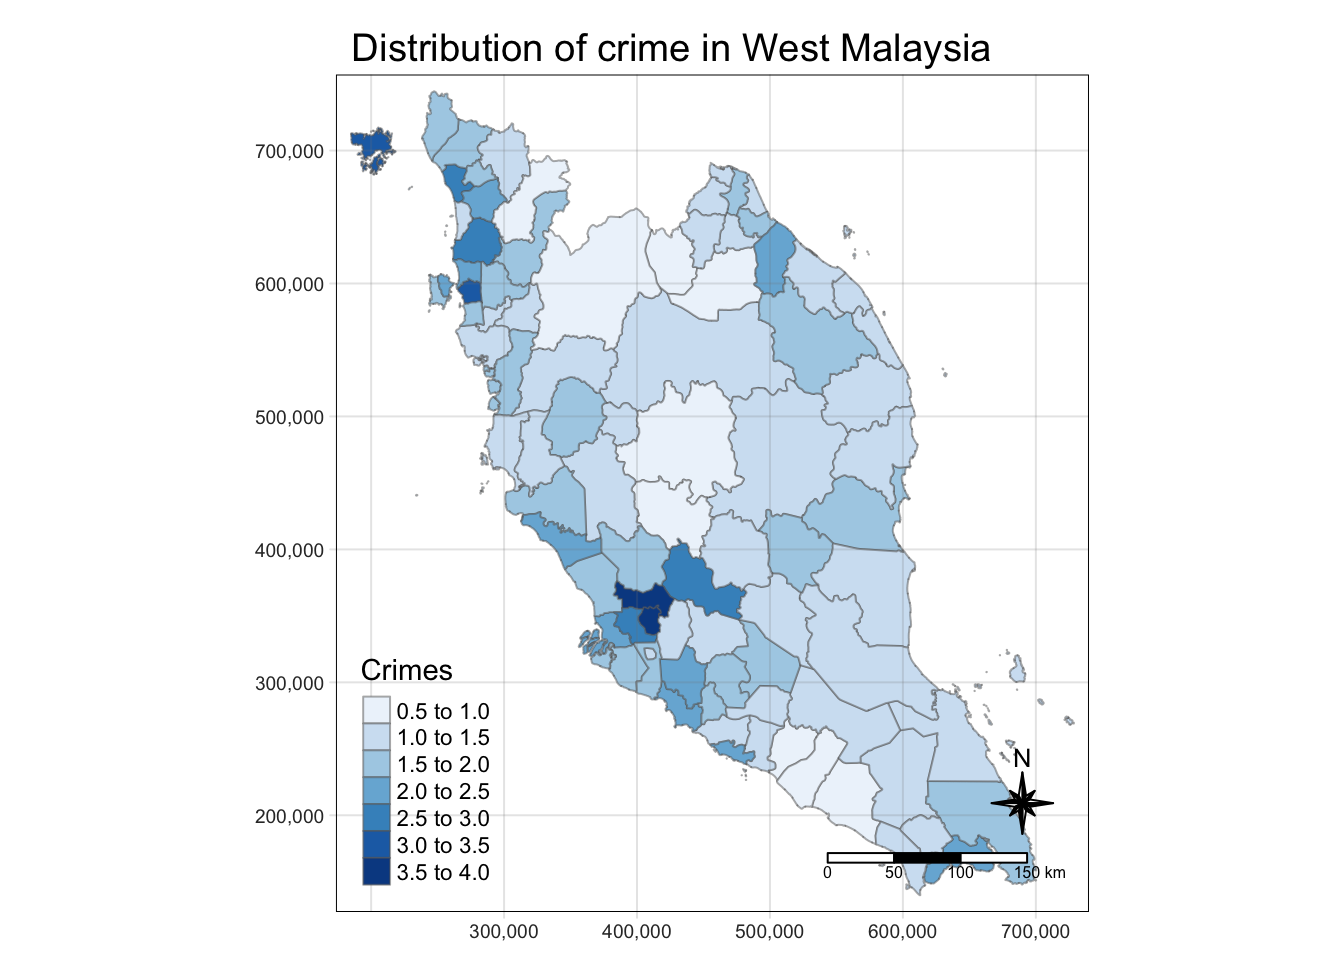 Distribution of crime in West Malaysia
700,000
600,000
500,000
400,000
300,000
200,000
Crimes
0.5 to 1.0
1.0 to 1.5
1.5 to 2.0
2.0 to 2.5
2.5 to 3.0
3.0 to 3.5
3.5 to 4.0
N
0 50 100 150 km
300,000 400,000 500,000 600,000 700,000